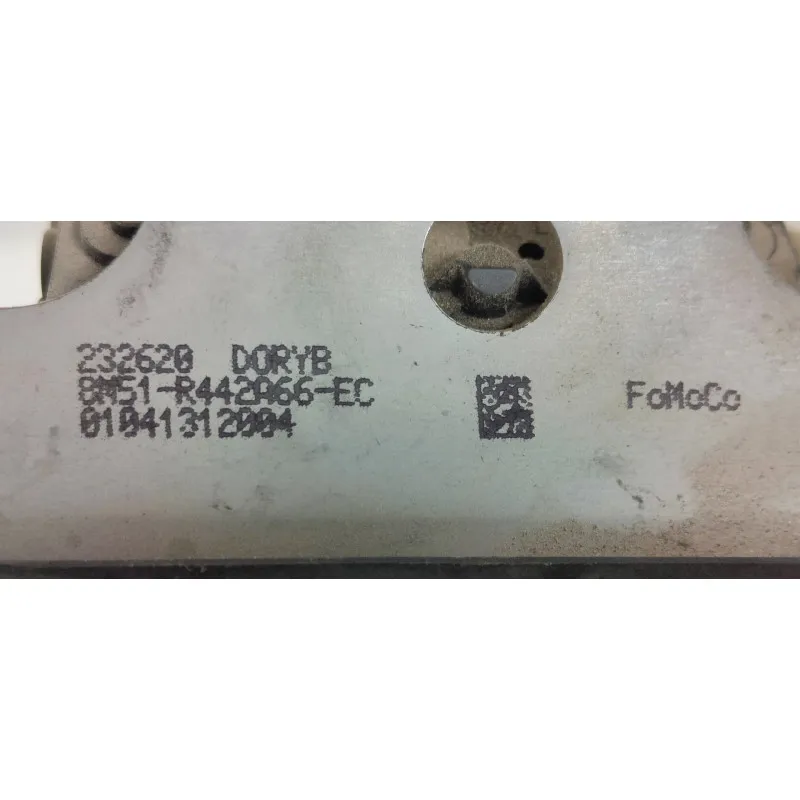 232620 DORYB
8M51-R442A66-EC
01041312004
FoMoCo